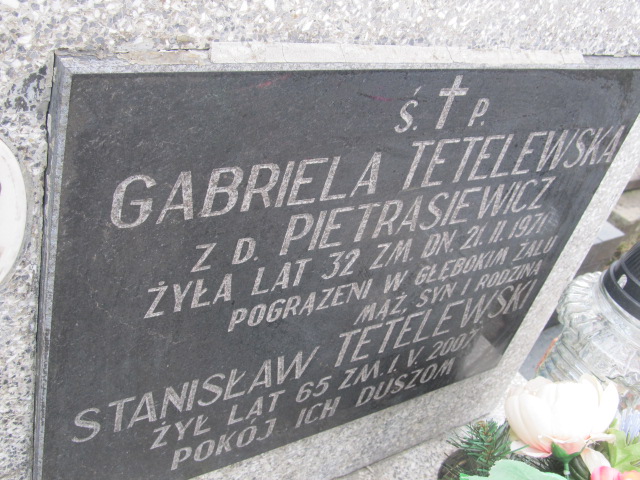 Ś. P.
GABRIELA TETELEWSKA
Z D. PIETRASIEWICZ
ŻYŁA LAT 32 ZM. DN. 21. II. 1971
POGRĄŻENI W GŁEBOKIM ŻALU
MĄŻ, SYN I RODZINA
STANISŁAW TETELEWSKI
ŻYŁ LAT 65 ZM. I. V. 2007
POKÓJ ICH DUSZOM